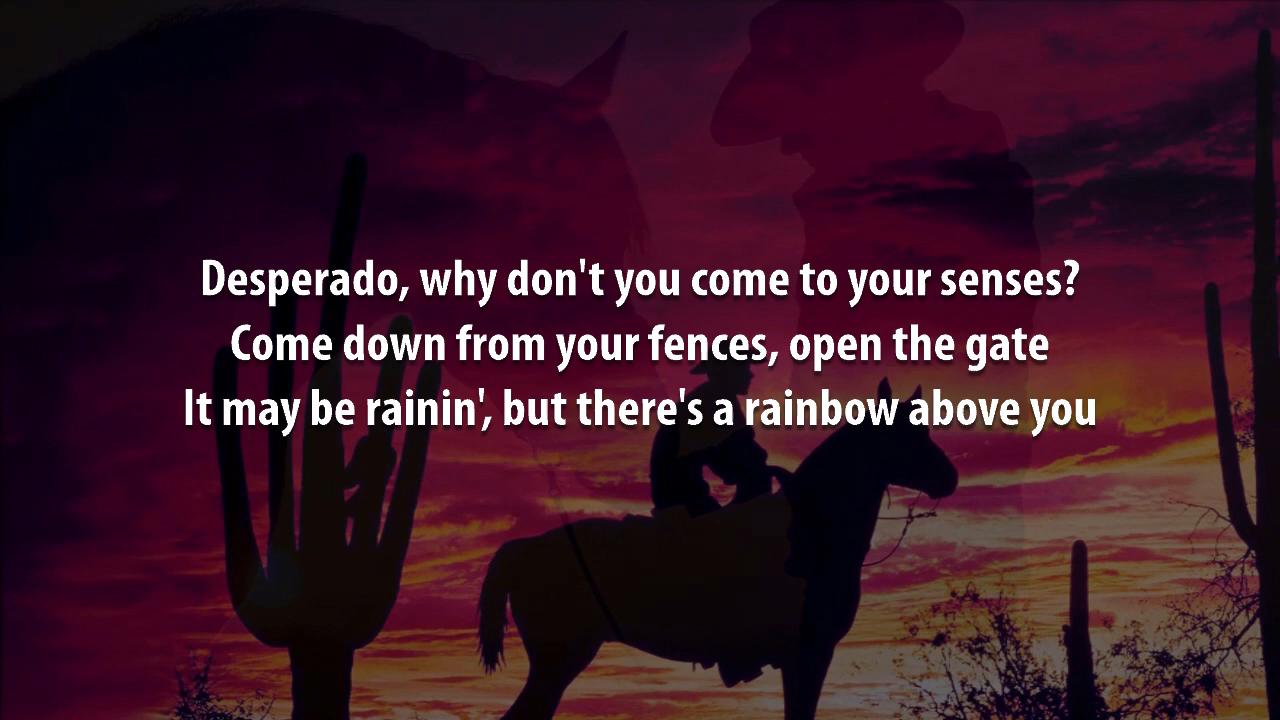 Desperado, why don't you come to your senses?
Come down from your fences, open the gate
It may be rainin', but there's a rainbow above you